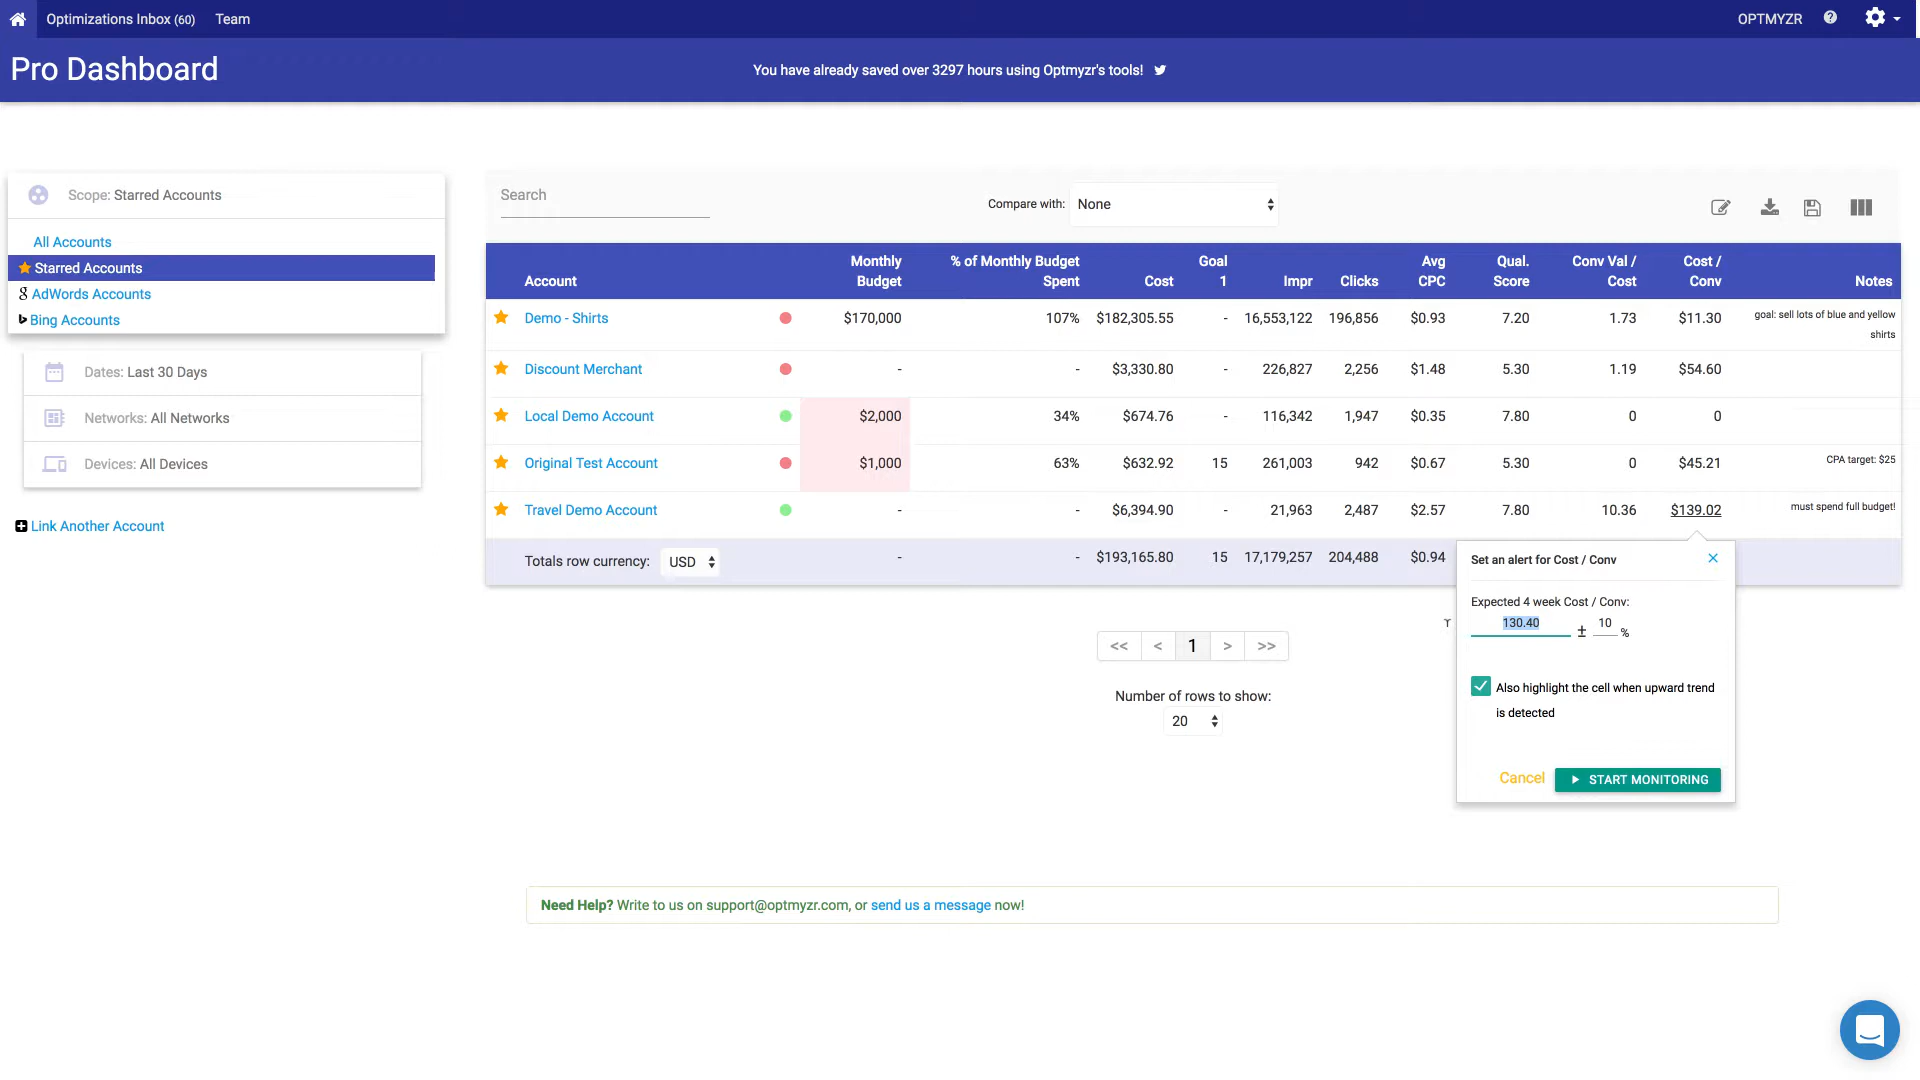 Optimizations Inbox (60) Team OPTMYZR
Pro Dashboard
You have already saved over 3297 hours using Optmyzr's tools!
Scope: Starred Accounts
All Accounts
Starred Accounts
AdWords Accounts
Bing Accounts
Dates: Last 30 Days
Networks: All Networks
Devices: All Devices
Link Another Account
Search
Compare with: None
Account Monthly Budget % of Monthly Budget Spent Cost Goal 1 Impr Clicks Avg CPC Qual. Score Conv Val / Cost Cost / Conv Notes
Demo - Shirts $170,000 107% $182,305.55 - 16,553,122 196,856 $0.93 7.20 1.73 $11.30 goal: sell lots of blue and yellow shirts
Discount Merchant - - $3,330.80 - 226,827 2,256 $1.48 5.30 1.19 $54.60
Local Demo Account $2,000 34% $674.76 - 116,342 1,947 $0.35 7.80 0 0
Original Test Account $1,000 63% $632.92 15 261,003 942 $0.67 5.30 0 $45.21 CPA target: $25
Travel Demo Account - - $6,394.90 - 21,963 2,487 $2.57 7.80 10.36 $139.02 must spend full budget!
Totals row currency: USD - - $193,165.80 15 17,179,257 204,488 $0.94
Set an alert for Cost / Conv
Expected 4 week Cost / Conv:
130.40 ± 10 %
Also highlight the cell when upward trend
is detected
Cancel START MONITORING
<< < 1 > >>
Number of rows to show:
20
Need Help? Write to us on support@optmyzr.com, or send us a message now!